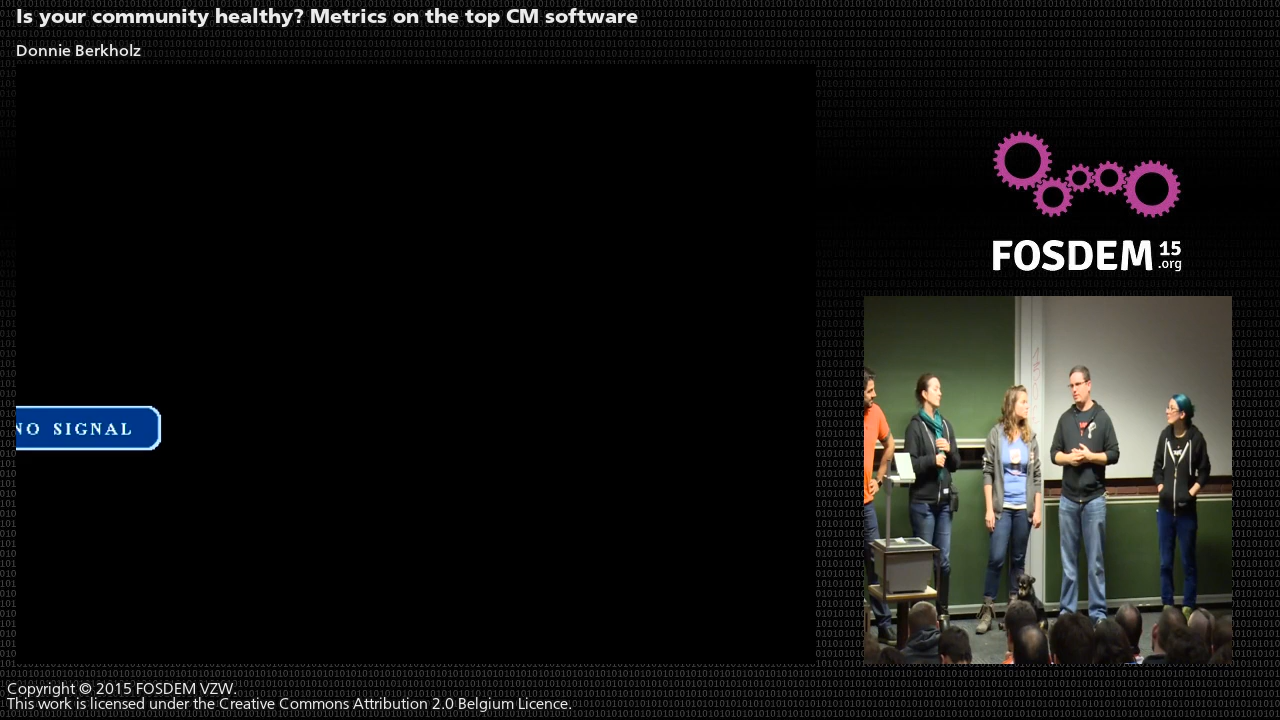 Is your community healthy? Metrics on the top CM software
Donnie Berkholz
FOSDEM 15
.org
NO SIGNAL
Copyright © 2015 FOSDEM VZW.
This work is licensed under the Creative Commons Attribution 2.0 Belgium Licence.